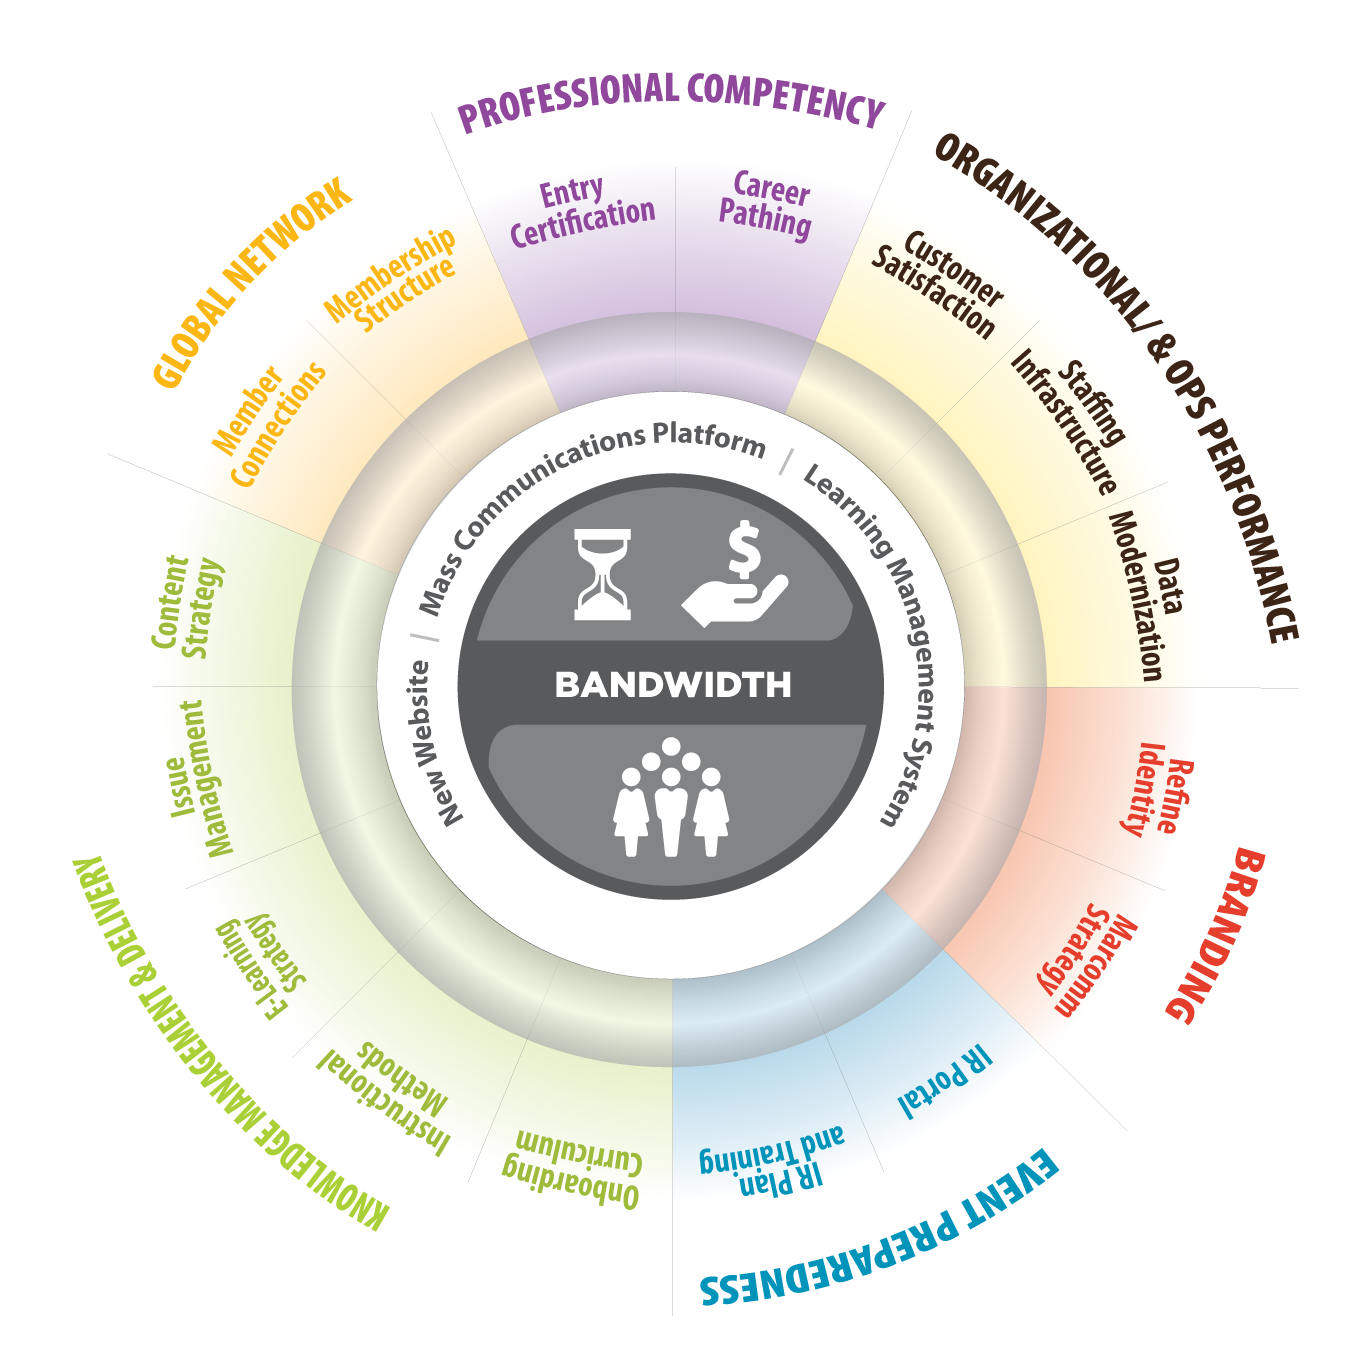 PROFESSIONAL COMPETENCY
Entry
Certification
Career
Pathing
ORGANIZATIONAL/ & OPS PERFORMANCE
Customer
Satisfaction
Staffing
Infrastructure
Data
Modernization
BRANDING
Refine
Identity
Marcomm
Strategy
EVENT PREPAREDNESS
IR Portal
IR Plan
and Training
KNOWLEDGE MANAGEMENT & DELIVERY
Onboarding
Curriculum
Instructional
Methods
E-Learning
Strategy
Issue
Management
Content
Strategy
GLOBAL NETWORK
Member
Connections
Membership
Structure
New Website | Mass Communications Platform | Learning Management System
$
BANDWIDTH